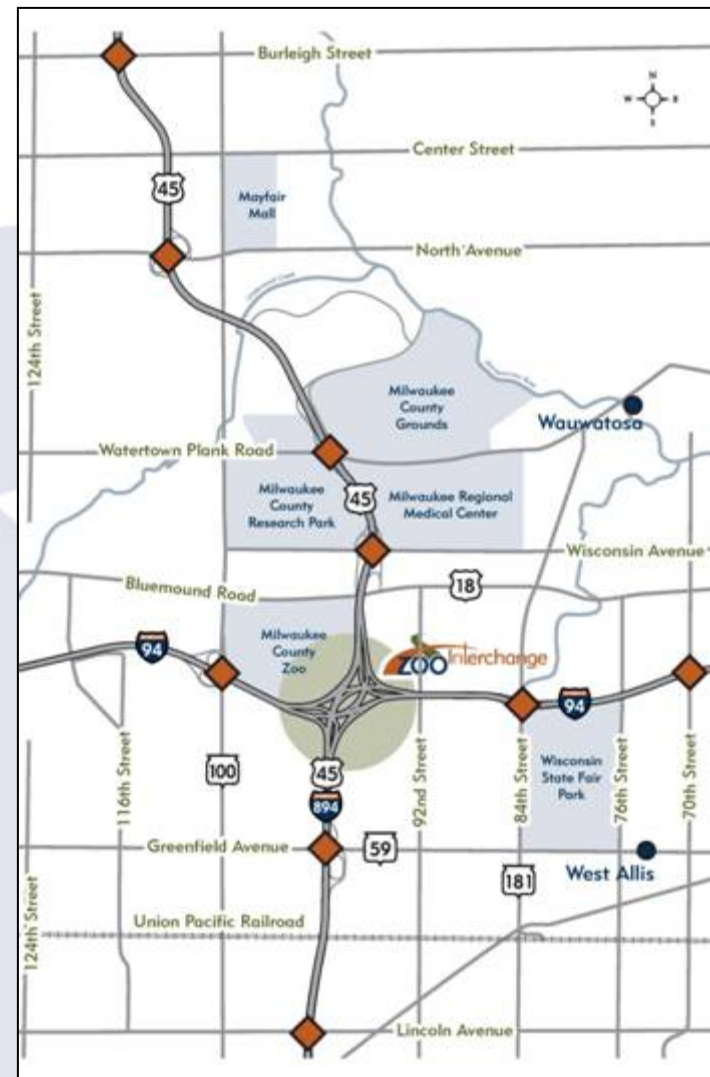 Burleigh Street
N
W E
S
Center Street
45
Mayfair
Mall
North Avenue
124th Street
Milwaukee
County
Grounds
Wauwatosa
Watertown Plank Road
45
Milwaukee
County
Research Park
Milwaukee Regional
Medical Center
Wisconsin Avenue
Bluemound Road
18
Milwaukee
County
Zoo
ZOO Interchange
94
94
116th Street
100
45
894
92nd Street
84th Street
Wisconsin
State Fair
Park
76th Street
70th Street
Greenfield Avenue
59
West Allis
181
124th Street
Union Pacific Railroad
Lincoln Avenue